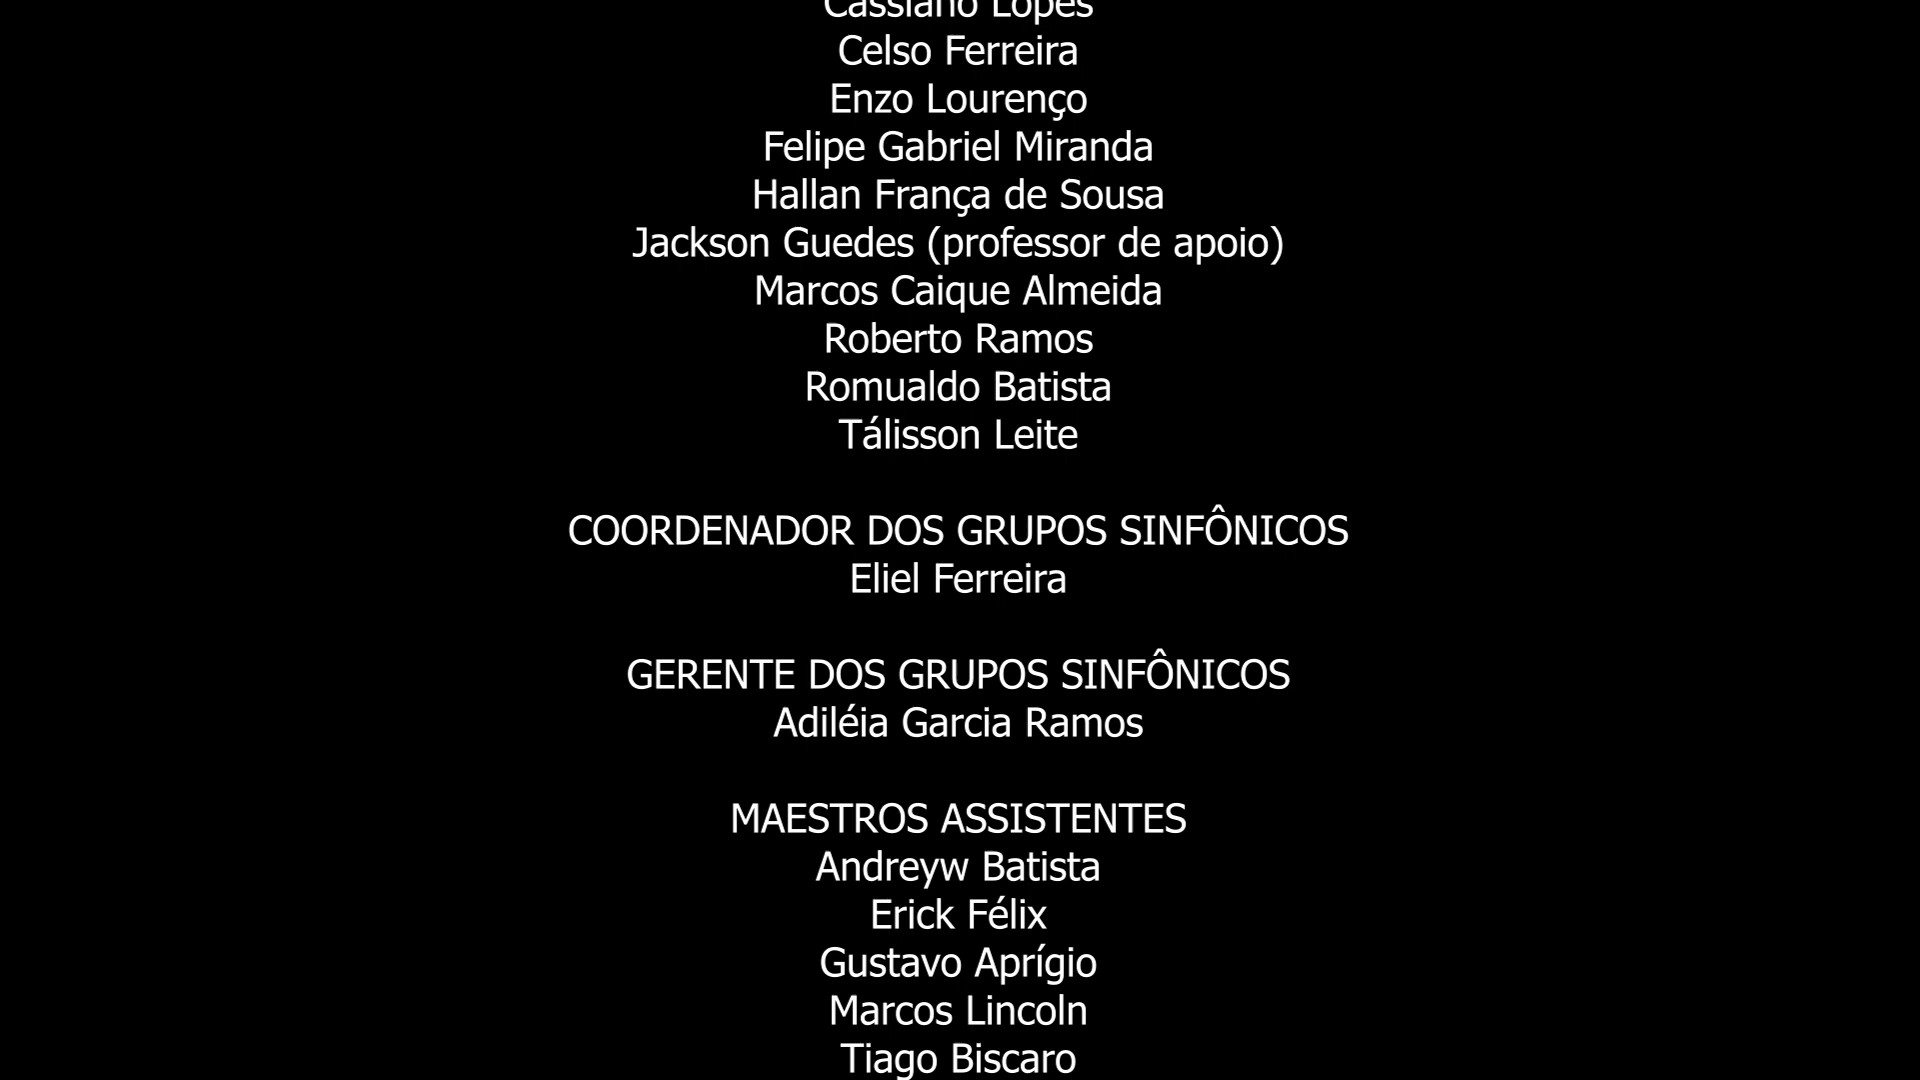 Cassiano Lopes
Celso Ferreira
Enzo Lourenço
Felipe Gabriel Miranda
Hallan França de Sousa
Jackson Guedes (professor de apoio)
Marcos Caique Almeida
Roberto Ramos
Romualdo Batista
Tálisson Leite
COORDENADOR DOS GRUPOS SINFÔNICOS
Eliel Ferreira
GERENTE DOS GRUPOS SINFÔNICOS
Adiléia Garcia Ramos
MAESTROS ASSISTENTES
Andreyw Batista
Erick Félix
Gustavo Aprígio
Marcos Lincoln
Tiago Biscaro